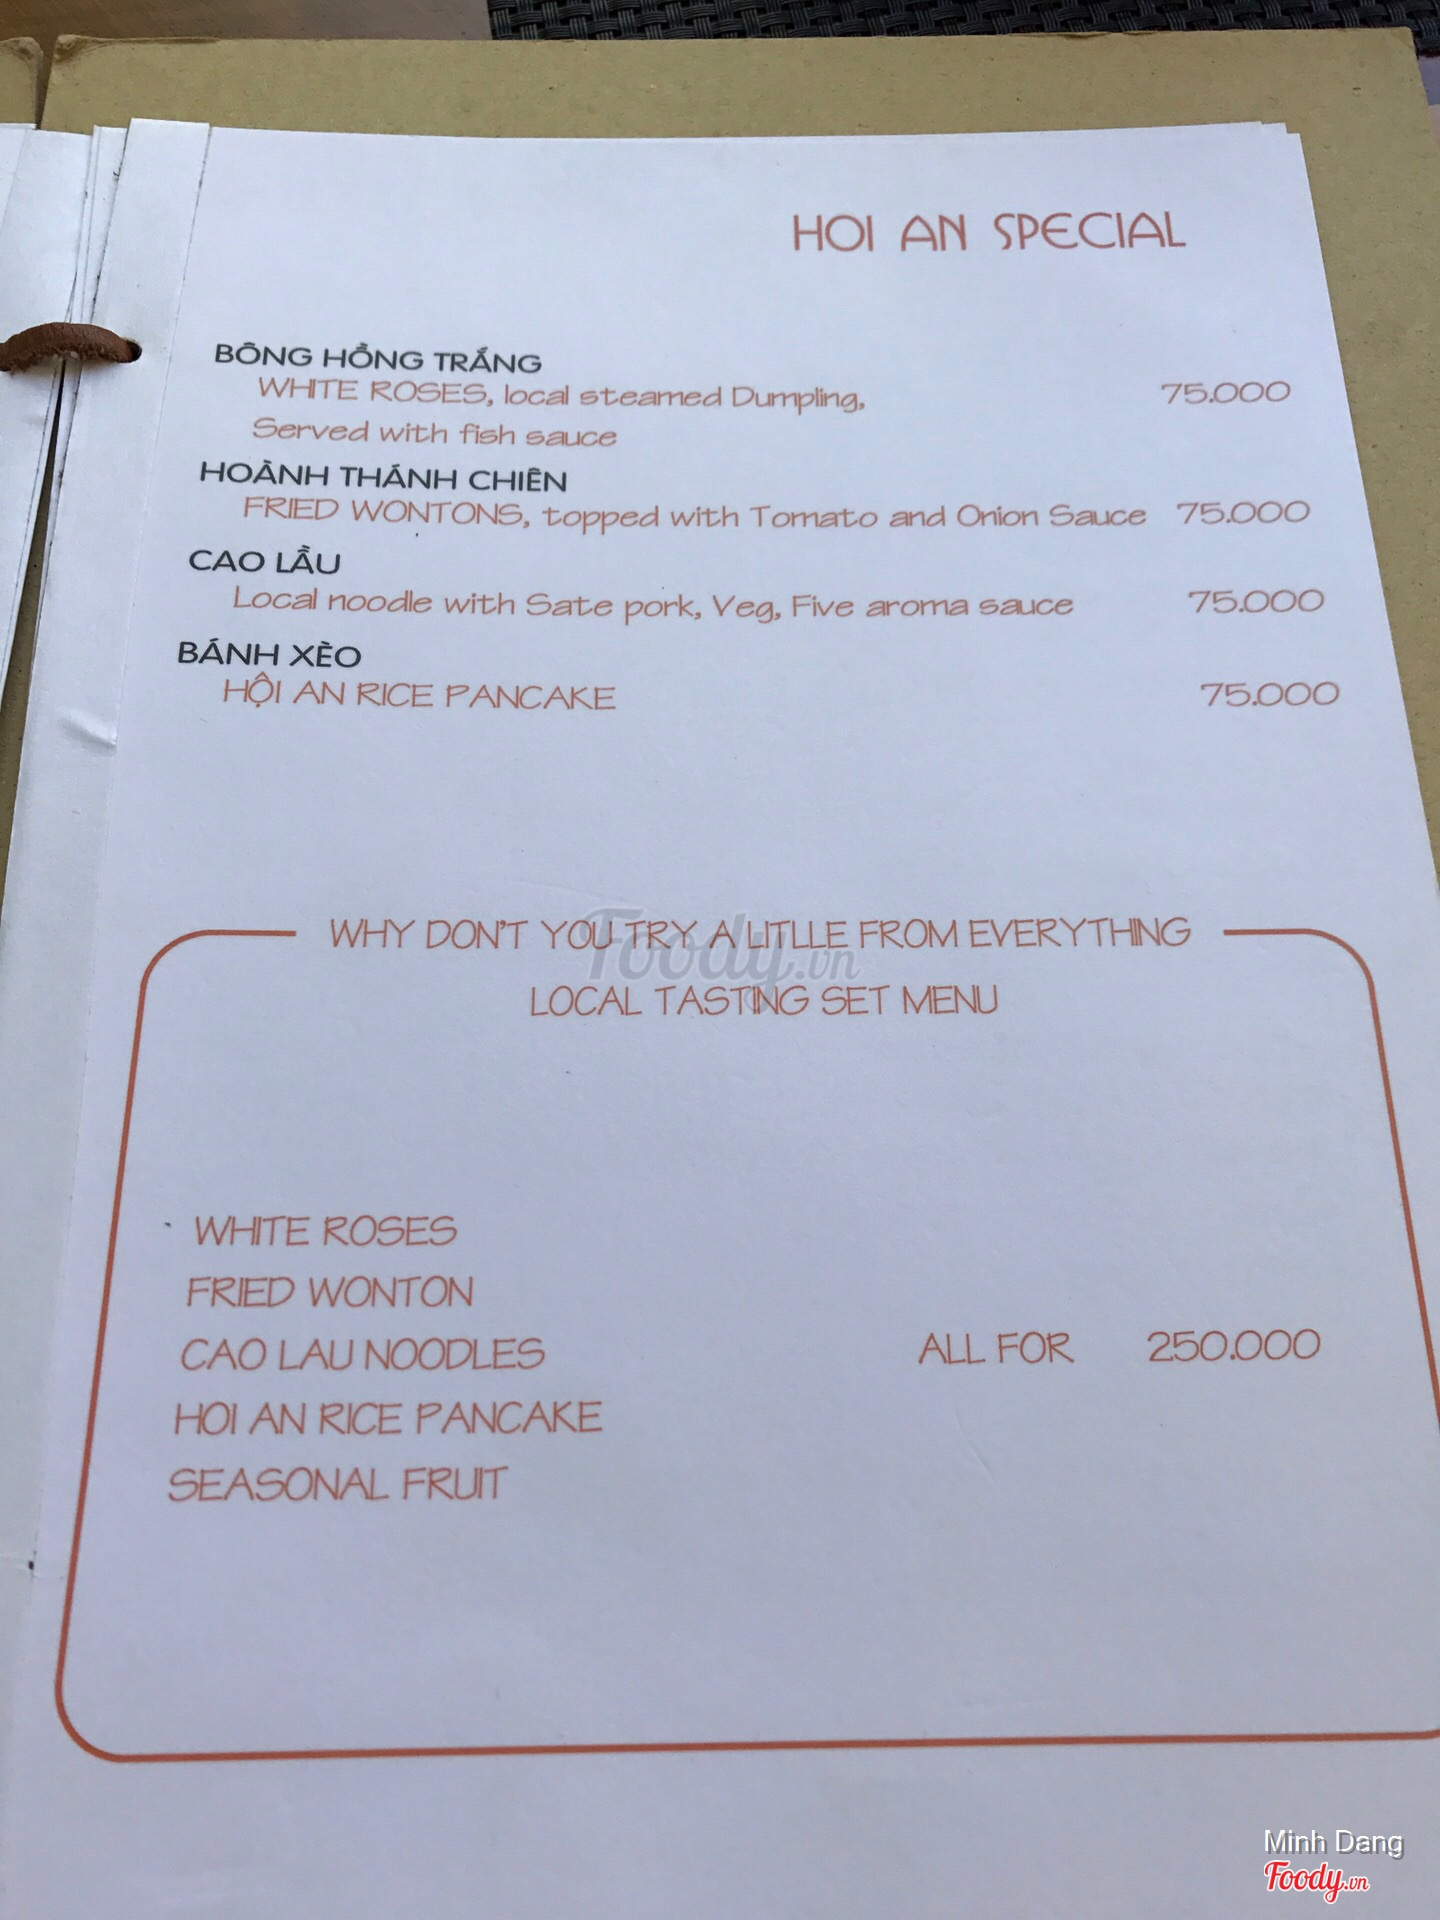 HOI AN SPECIAL
BÔNG HỒNG TRẮNG
WHITE ROSES, local steamed Dumpling, 75.000
Served with fish sauce
HOÀNH THÁNH CHIÊN
FRIED WONTONS, topped with Tomato and Onion Sauce 75.000
CAO LẦU
Local noodle with Sate pork, Veg, Five aroma sauce 75.000
BÁNH XÈO
HỘI AN RICE PANCAKE 75.000
WHY DON'T YOU TRY A LITLLE FROM EVERYTHING
Foody.vn
LOCAL TASTING SET MENU
WHITE ROSES
FRIED WONTON
CAO LAU NOODLES ALL FOR 250.000
HOI AN RICE PANCAKE
SEASONAL FRUIT
Minh Dang
Foody.vn